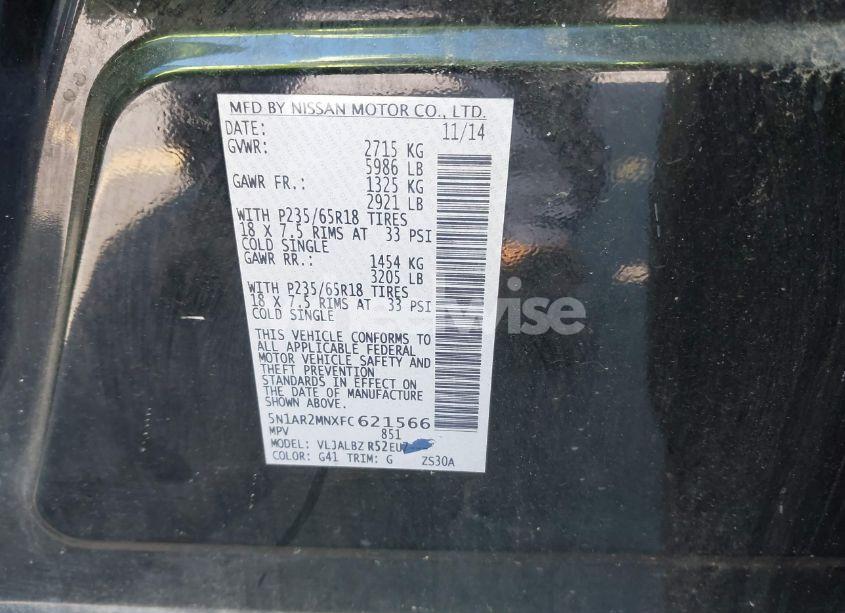 MFD BY NISSAN MOTOR CO., LTD.
DATE: 11/14
GVWR: 2715 KG
5986 LB
GAWR FR.: 1325 KG
2921 LB
WITH P235/65R18 TIRES
18 X 7.5 RIMS AT 33 PSI
COLD SINGLE
GAWR RR.: 1454 KG
3205 LB
WITH P235/65R18 TIRES
18 X 7.5 RIMS AT 33 PSI
COLD SINGLE
THIS VEHICLE CONFORMS TO
ALL APPLICABLE FEDERAL
MOTOR VEHICLE SAFETY AND
THEFT PREVENTION
STANDARDS IN EFFECT ON
THE DATE OF MANUFACTURE
SHOWN ABOVE.
5N1AR2MNXFC 621566
MPV 851
MODEL: VLJALBZ R52EU
COLOR: G41 TRIM: G ZS30A